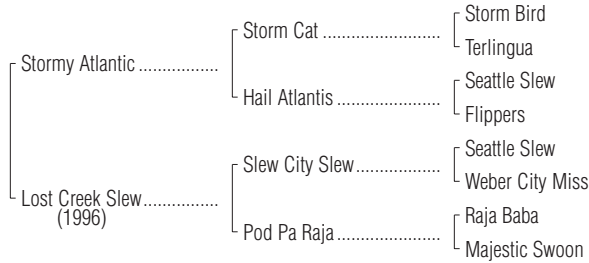 Storm Bird
Storm Cat ........................
Terlingua
Stormy Atlantic ................
Seattle Slew
Hail Atlantis .....................
Flippers
Seattle Slew
Slew City Slew.................
Weber City Miss
Lost Creek Slew...............
(1996)
Raja Baba
Pod Pa Raja.....................
Majestic Swoon